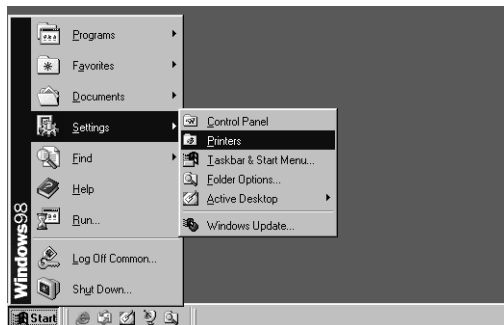 Programs
Favorites
Documents
Settings
Find
Help
Run...
Log Off Common...
Shut Down...
Control Panel
Printers
Taskbar & Start Menu...
Folder Options...
Active Desktop
Windows Update...
Windows98
Start